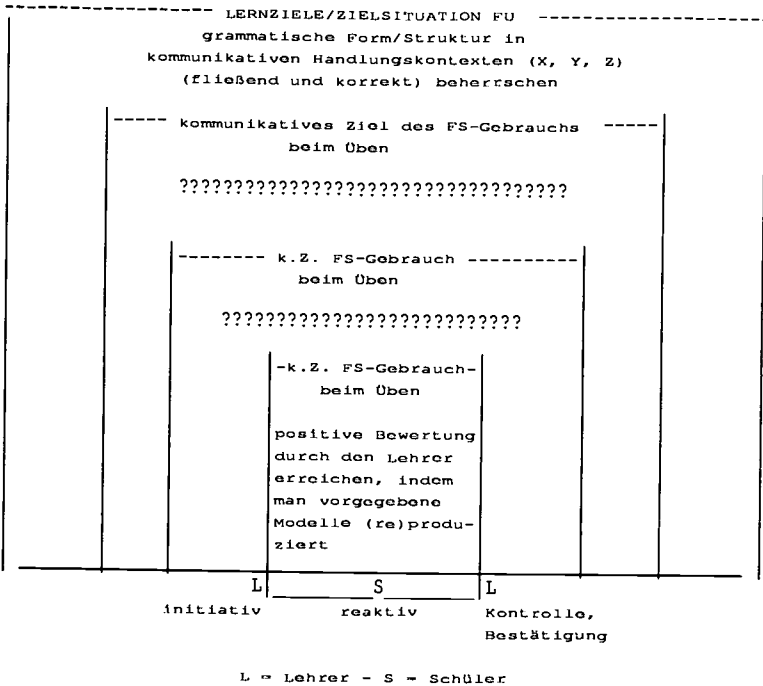 LERNZIELE/ZIELSITUATION FU
grammatische Form/Struktur in
kommunikativen Handlungskontexten (X, Y, Z)
(fließend und korrekt) beherrschen
kommunikatives Ziel des FS-Gebrauchs
beim Üben
???????????????????????????????????
k.Z. FS-Gebrauch
beim Üben
???????????????????????????
-k.Z. FS-Gebrauch-
beim Üben
positive Bewertung
durch den Lehrer
erreichen, indem
man vorgegebene
Modelle (re)produ-
ziert
L S L
initiativ reaktiv Kontrolle,
Bestätigung
L = Lehrer - S = Schüler